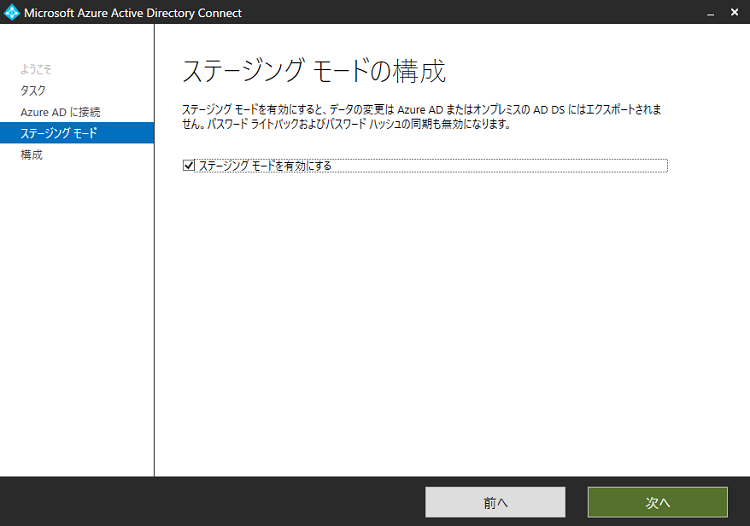 Microsoft Azure Active Directory Connect
ようこそ
タスク
Azure AD に接続
ステージング モード
構成
ステージング モードの構成
ステージング モードを有効にすると、データの変更は Azure AD またはオンプレミスの AD DS にはエクスポートされま
せん。パスワード ライトバックおよびパスワード ハッシュの同期も無効になります。
ステージング モードを有効にする
前へ
次へ